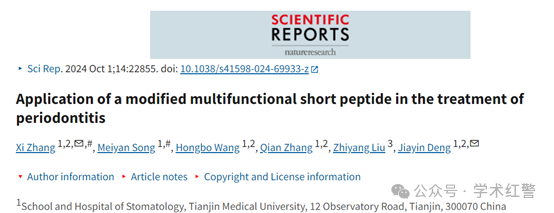 SCIENTIFIC
REPORTS
natureresearch
Sci Rep. 2024 Oct 1;14:22855. doi: 10.1038/s41598-024-69933-z
Application of a modified multifunctional short peptide in the treatment of
periodontitis
Xi Zhang 1,2,✉,#, Meiyan Song 1,#, Hongbo Wang 1,2, Qian Zhang 1,2, Zhiyang Liu 3, Jiayin Deng 1,2,✉
Author information Article notes Copyright and License information
公众号 · 学术红警
1School and Hospital of Stomatology, Tianjin Medical University, 12 Observatory Road, Tianjin, 300070 China